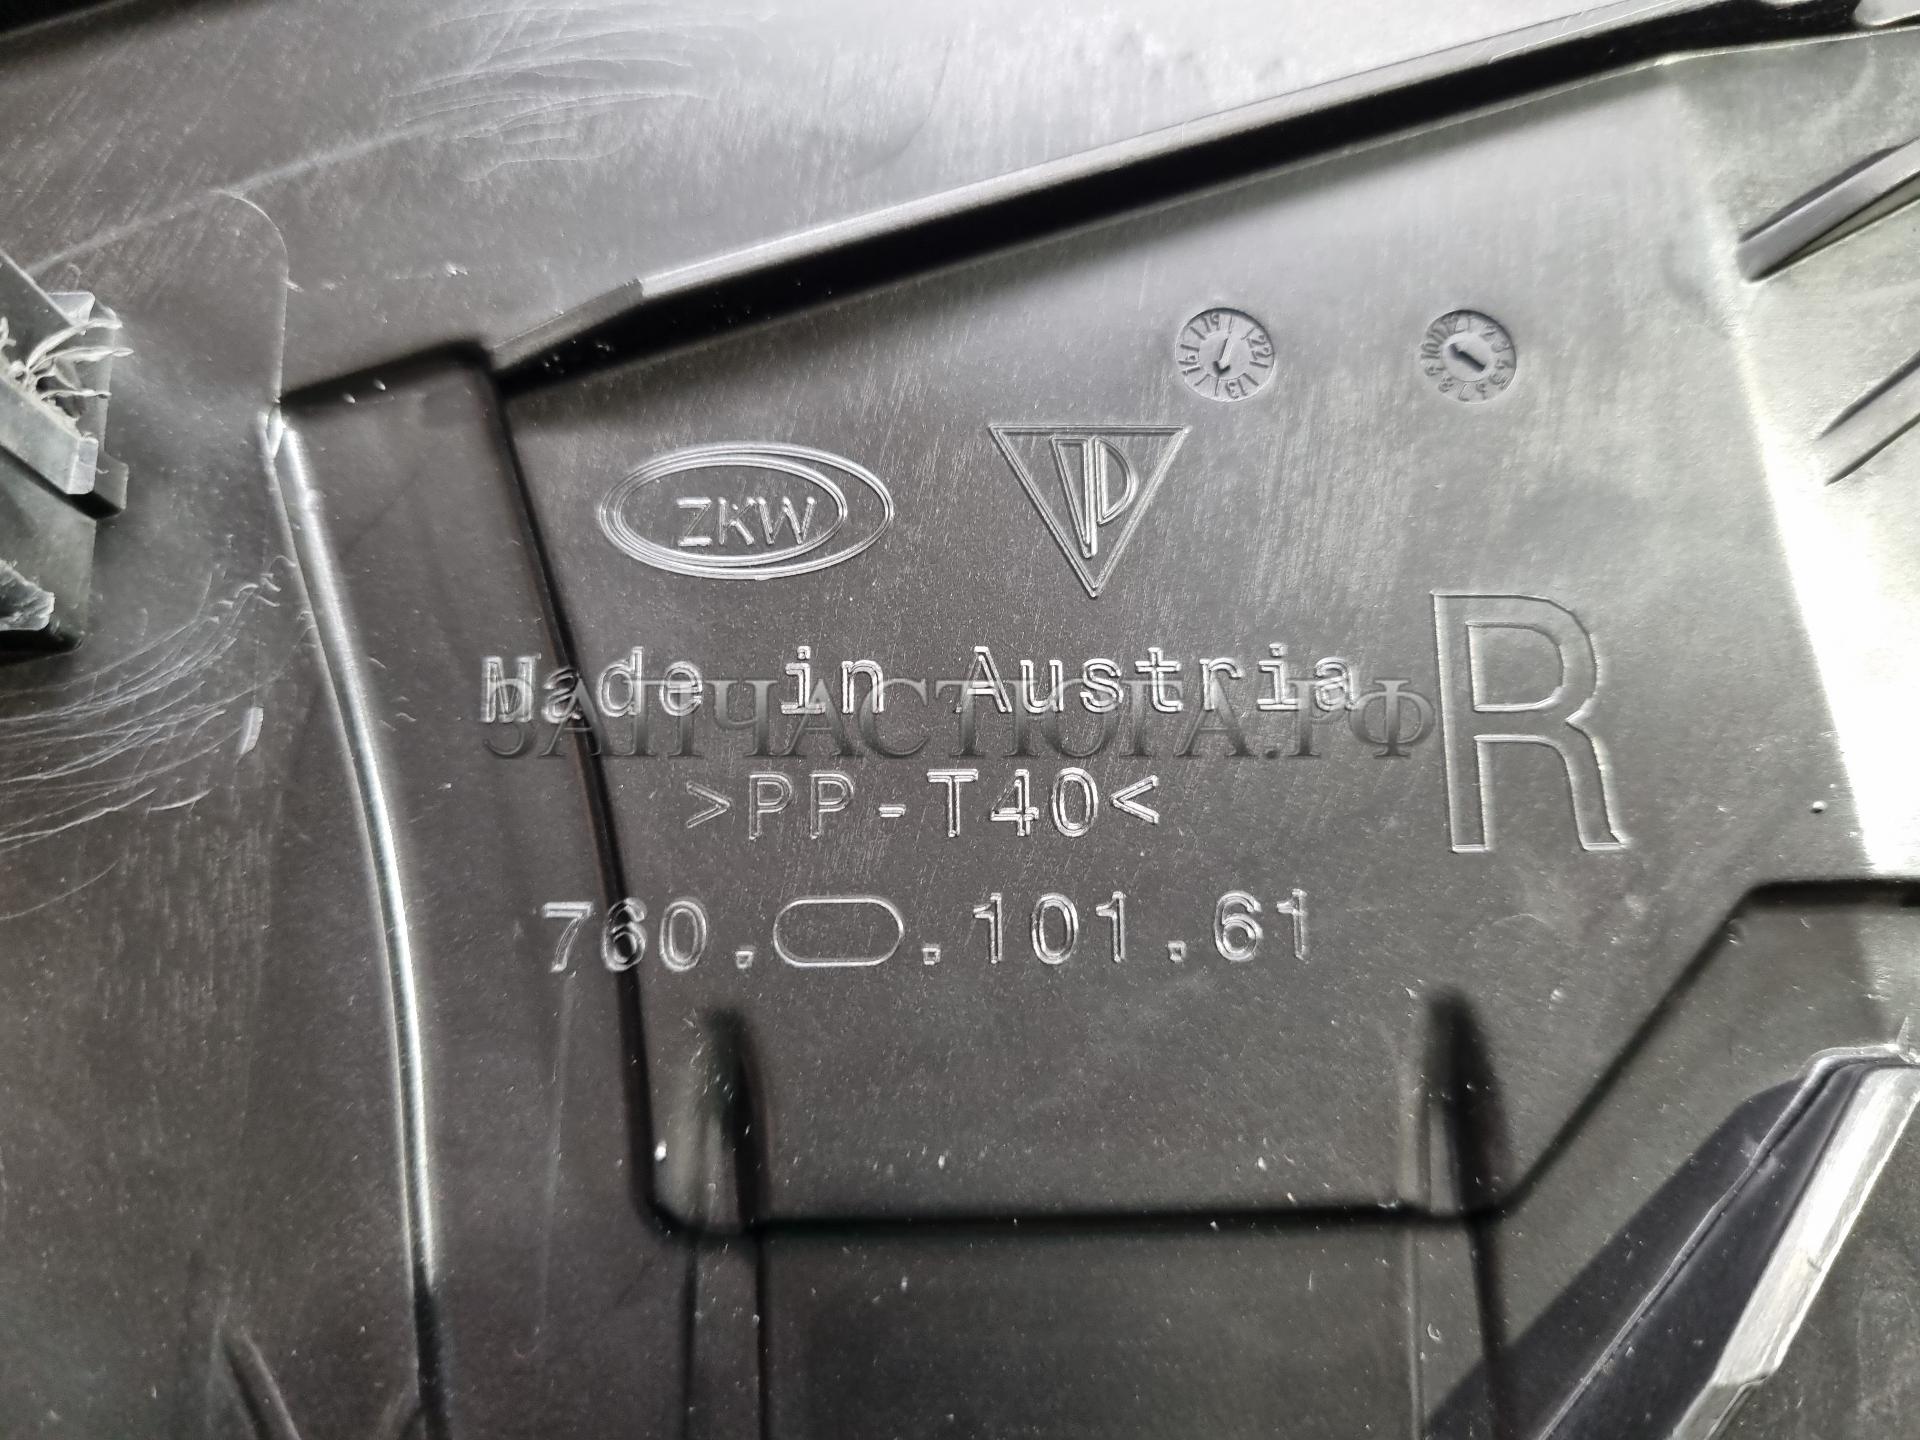 ZKW
Made in Austria
R
ЗАПЧАСТЮГА.РФ
>PP-T40<
760. .101.61